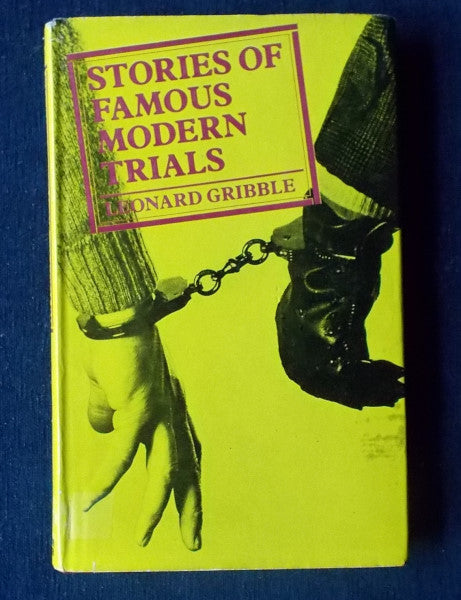 STORIES OF
FAMOUS
MODERN
TRIALS
LEONARD GRIBBLE